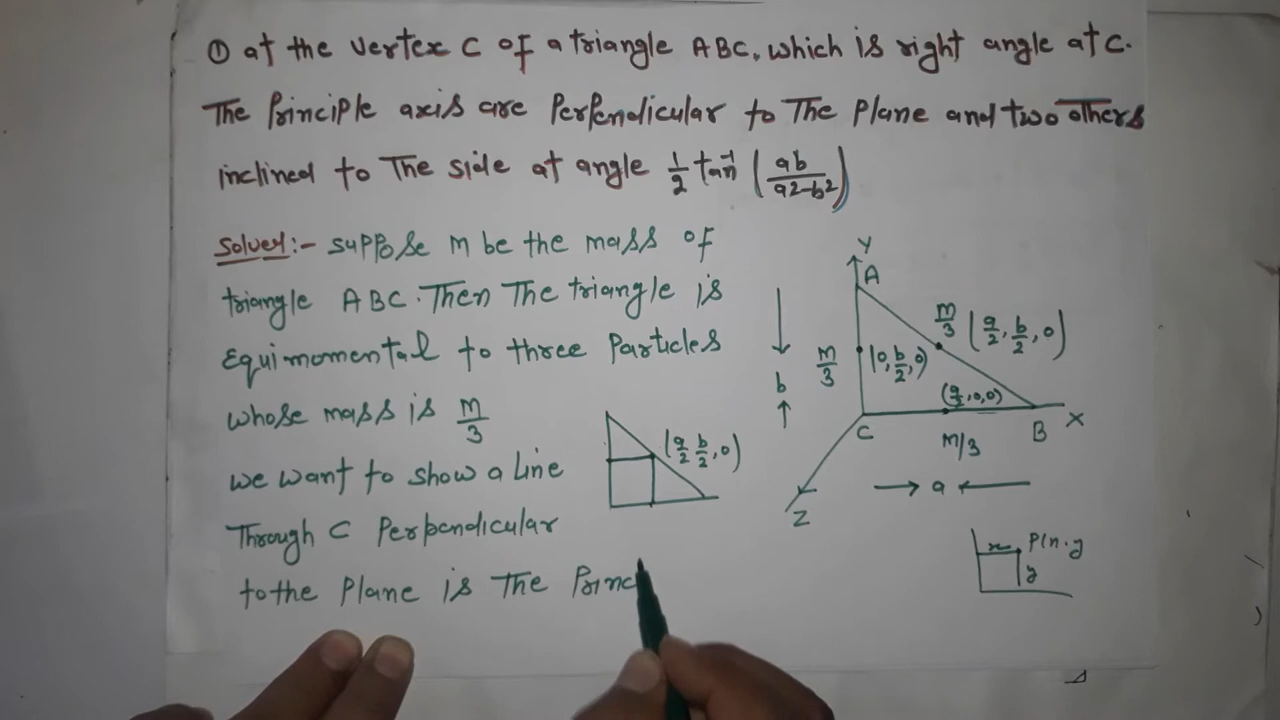 ① at the vertex C of a triangle ABC, which is right angle at C.
The Principle axis are Perpendicular to The Plane and two others
inclined to The side at angle 1/2 tan⁻¹ (ab/a2-b²)
Solve:- suppose m be the mass of
triangle ABC. Then The triangle is
Equimomental to three Particles
whose mass is m/3
we want to show a Line
Through C Perpendicular
to the Plane is The Princ
(a/2 b/2, 0)
Y
A
m/3 (a/2, b/2, 0)
m/3
(0, b/2, 0)
b
(a/2, 0, 0)
C
m/3
B
X
a
Z
x
P(x.y
y